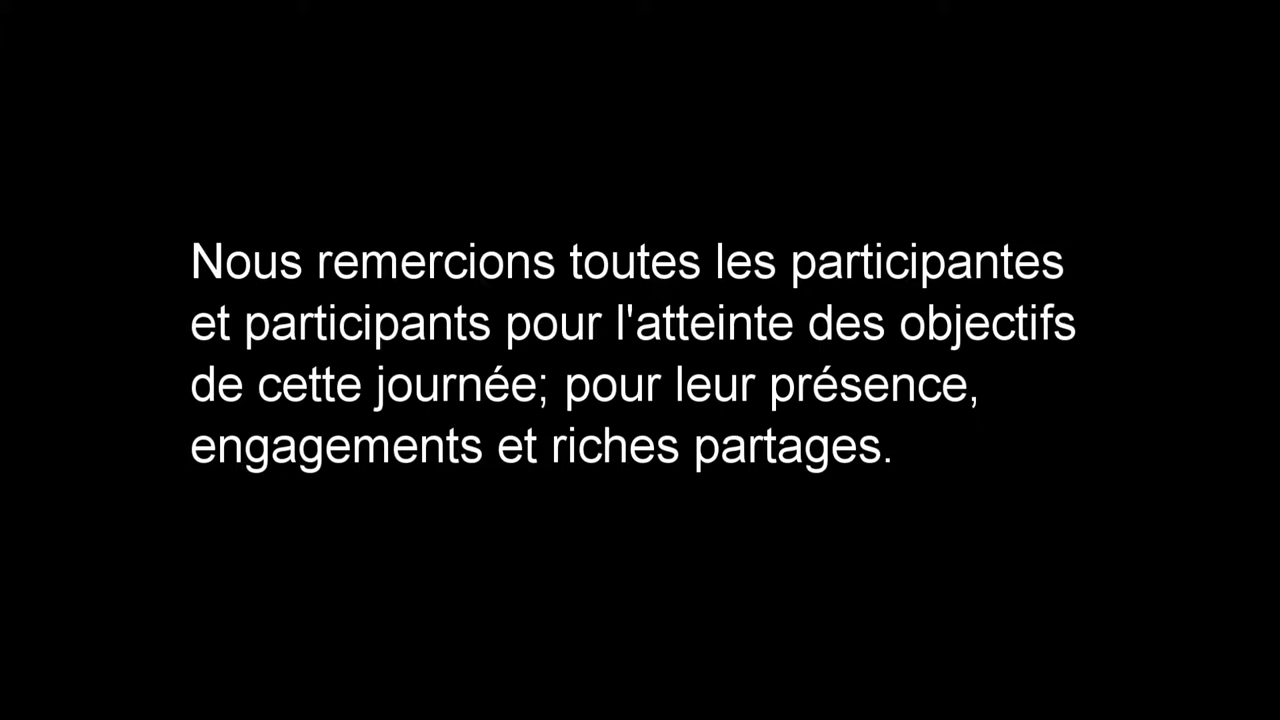 Nous remercions toutes les participantes
et participants pour l'atteinte des objectifs
de cette journée; pour leur présence,
engagements et riches partages.